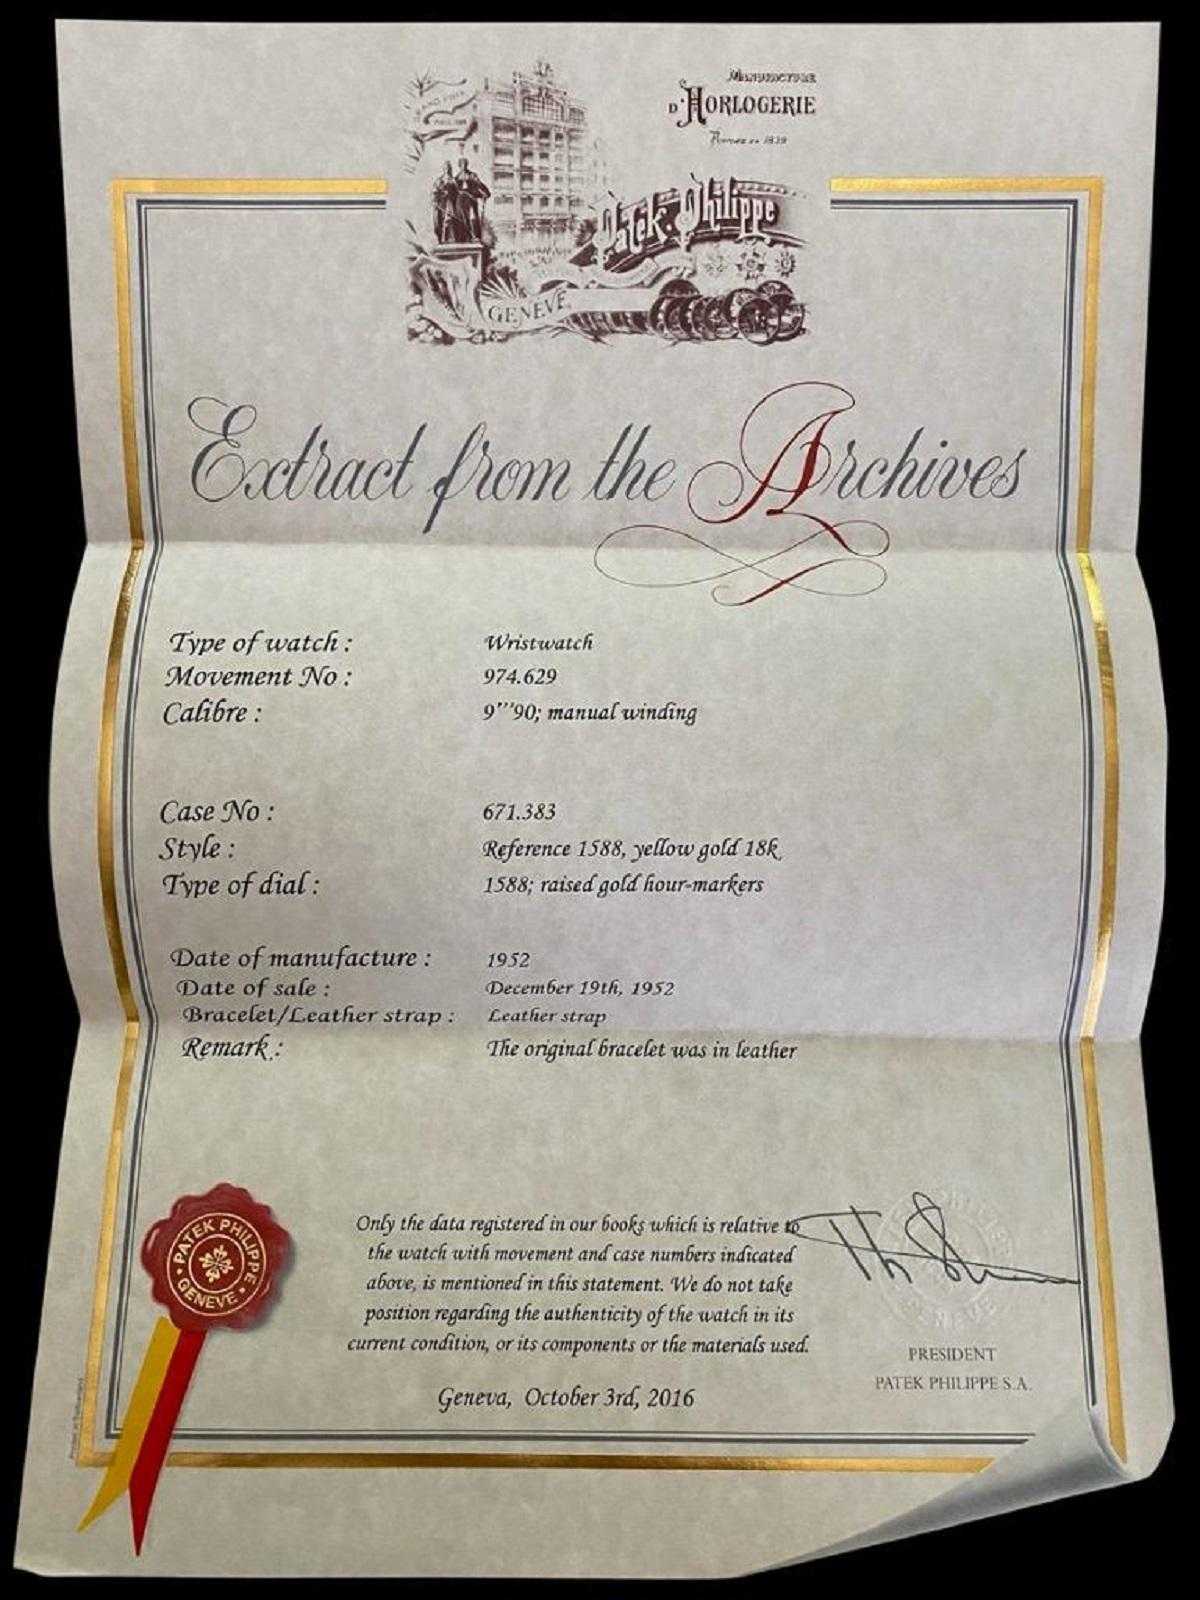 MANUFACTURE
D'HORLOGERIE
GRAND PRIX
Patek Philippe
GENÈVE
Extract from the Archives
Type of watch : Wristwatch
Movement No : 974.629
Calibre : 9'''90; manual winding
Case No : 671.383
Style : Reference 1588, yellow gold 18k
Type of dial : 1588; raised gold hour-markers
Date of manufacture : 1952
Date of sale : December 19th, 1952
Bracelet/Leather strap : Leather strap
Remark : The original bracelet was in leather
Only the data registered in our books which is relative to
the watch with movement and case numbers indicated
above, is mentioned in this statement. We do not take
position regarding the authenticity of the watch in its
current condition, or its components or the materials used.
Geneva, October 3rd, 2016
PATEK PHILIPPE
GENEVE
PRESIDENT
PATEK PHILIPPE S.A.
Printed in Switzerland